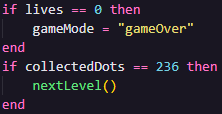 if lives == 0 then
    gameMode = "gameOver"
end
if collectedDots == 236 then
    nextLevel()
end